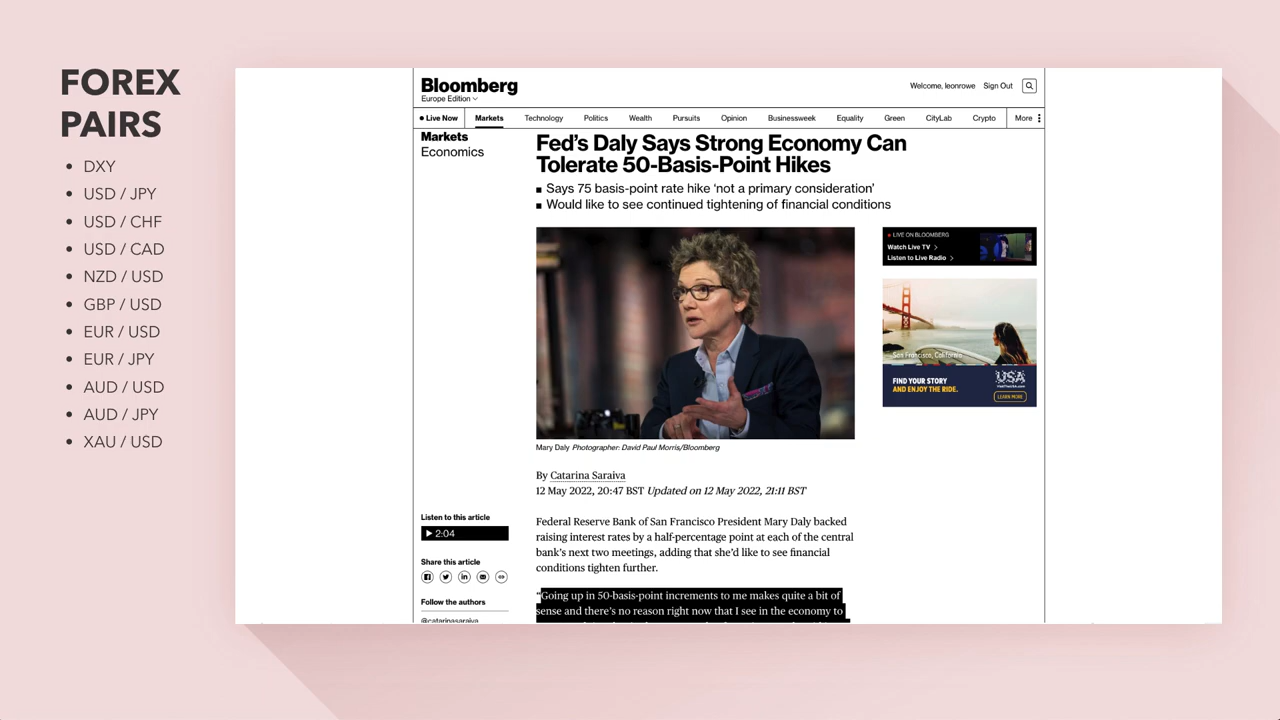 FOREX
PAIRS
• DXY
• USD / JPY
• USD / CHF
• USD / CAD
• NZD / USD
• GBP / USD
• EUR / USD
• EUR / JPY
• AUD / USD
• AUD / JPY
• XAU / USD
Bloomberg
Europe Edition
Welcome, leonrowe Sign Out
Live Now Markets Technology Politics Wealth Pursuits Opinion Businessweek Equality Green CityLab Crypto More
Markets
Economics
Fed's Daly Says Strong Economy Can
Tolerate 50-Basis-Point Hikes
Says 75 basis-point rate hike ‘not a primary consideration’
Would like to see continued tightening of financial conditions
LIVE ON BLOOMBERG
Watch Live TV
Listen to Live Radio
San Francisco, California
FIND YOUR STORY
AND ENJOY THE RIDE.
USA
LEARN MORE
Mary Daly Photographer: David Paul Morris/Bloomberg
By Catarina Saraiva
12 May 2022, 20:47 BST Updated on 12 May 2022, 21:11 BST
Listen to this article
2:04
Share this article
Follow the authors
@catarinasaraiva
Federal Reserve Bank of San Francisco President Mary Daly backed
raising interest rates by a half-percentage point at each of the central
bank's next two meetings, adding that she'd like to see financial
conditions tighten further.
“Going up in 50-basis-point increments to me makes quite a bit of
sense and there's no reason right now that I see in the economy to